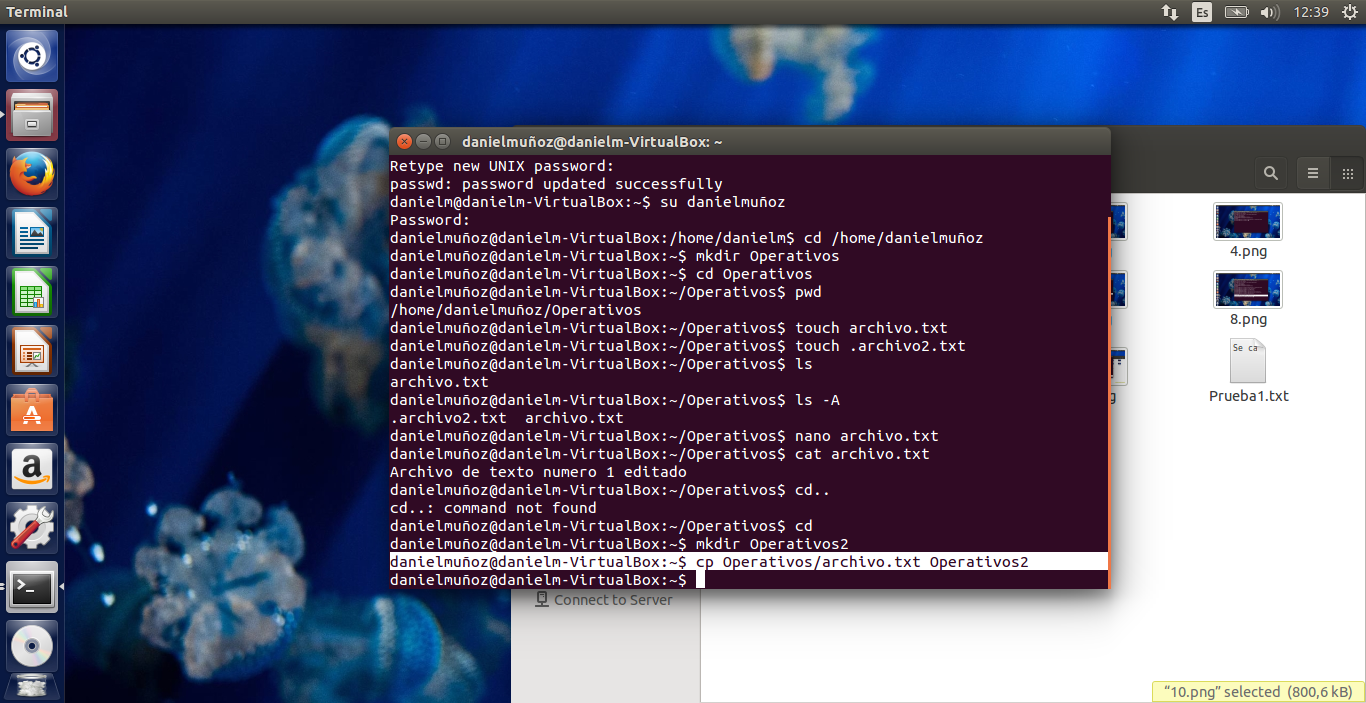 Terminal
Es
12:39
danielmuñoz@danielm-VirtualBox: ~
Retype new UNIX password:
passwd: password updated successfully
danielm@danielm-VirtualBox:~$ su danielmuñoz
Password:
danielmuñoz@danielm-VirtualBox:/home/danielm$ cd /home/danielmuñoz
danielmuñoz@danielm-VirtualBox:~$ mkdir Operativos
danielmuñoz@danielm-VirtualBox:~$ cd Operativos
danielmuñoz@danielm-VirtualBox:~/Operativos$ pwd
/home/danielmuñoz/Operativos
danielmuñoz@danielm-VirtualBox:~/Operativos$ touch archivo.txt
danielmuñoz@danielm-VirtualBox:~/Operativos$ touch .archivo2.txt
danielmuñoz@danielm-VirtualBox:~/Operativos$ ls
archivo.txt
danielmuñoz@danielm-VirtualBox:~/Operativos$ ls -A
.archivo2.txt  archivo.txt
danielmuñoz@danielm-VirtualBox:~/Operativos$ nano archivo.txt
danielmuñoz@danielm-VirtualBox:~/Operativos$ cat archivo.txt
Archivo de texto numero 1 editado
danielmuñoz@danielm-VirtualBox:~/Operativos$ cd..
cd..: command not found
danielmuñoz@danielm-VirtualBox:~/Operativos$ cd
danielmuñoz@danielm-VirtualBox:~$ mkdir Operativos2
danielmuñoz@danielm-VirtualBox:~$ cp Operativos/archivo.txt Operativos2
danielmuñoz@danielm-VirtualBox:~$
4.png
8.png
Se ca
Prueba1.txt
Connect to Server
“10.png” selected (800,6 kB)